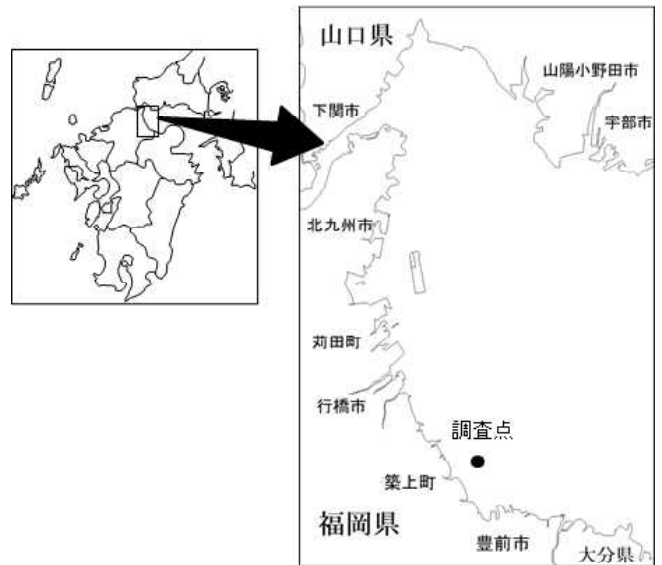 山口県
山陽小野田市
下関市
宇部市
北九州市
苅田町
行橋市
調査点
築上町
福岡県
豊前市
大分県